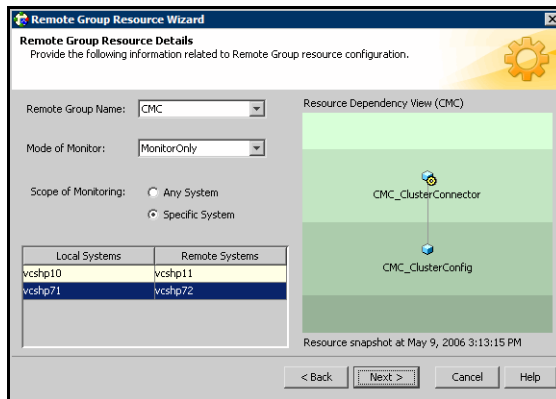 Remote Group Resource Wizard
Remote Group Resource Details
Provide the following information related to Remote Group resource configuration.
Remote Group Name: CMC
Mode of Monitor: MonitorOnly
Scope of Monitoring: Any System
Specific System
Local Systems Remote Systems
vcshp10 vcshp11
vcshp71 vcshp72
Resource Dependency View (CMC)
CMC_ClusterConnector
CMC_ClusterConfig
Resource snapshot at May 9, 2006 3:13:15 PM
< Back Next > Cancel Help